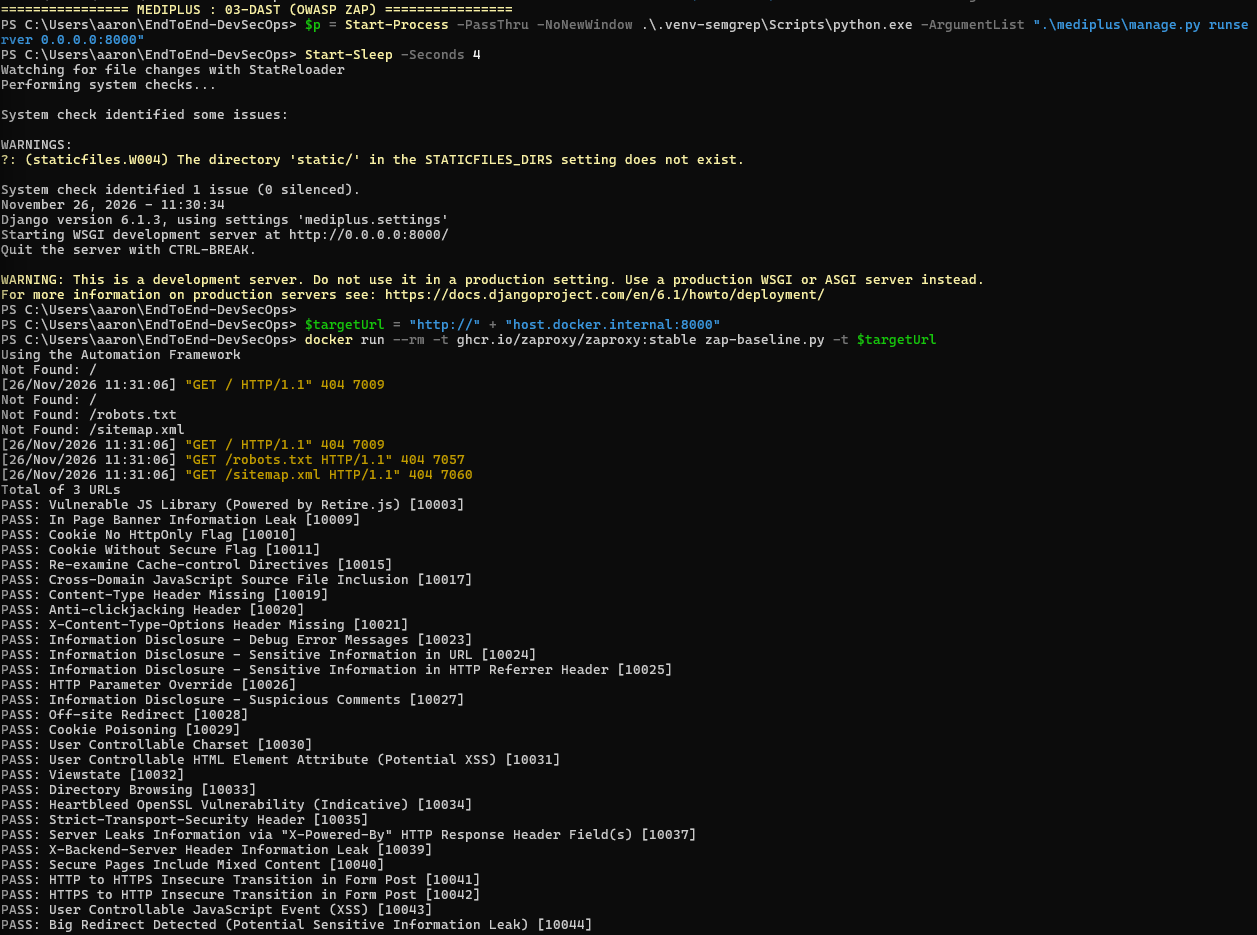 ================ MEDIPLUS : 03-DAST (OWASP ZAP) ================
PS C:\Users\aaron\EndToEnd-DevSecOps> $p = Start-Process -PassThru -NoNewWindow .\.venv-semgrep\Scripts\python.exe -ArgumentList ".\mediplus\manage.py runse
rver 0.0.0.0:8000"
PS C:\Users\aaron\EndToEnd-DevSecOps> Start-Sleep -Seconds 4
Watching for file changes with StatReloader
Performing system checks...
System check identified some issues:
WARNINGS:
?: (staticfiles.W004) The directory 'static/' in the STATICFILES_DIRS setting does not exist.
System check identified 1 issue (0 silenced).
November 26, 2026 - 11:30:34
Django version 6.1.3, using settings 'mediplus.settings'
Starting WSGI development server at http://0.0.0.0:8000/
Quit the server with CTRL-BREAK.
WARNING: This is a development server. Do not use it in a production setting. Use a production WSGI or ASGI server instead.
For more information on production servers see: https://docs.djangoproject.com/en/6.1/howto/deployment/
PS C:\Users\aaron\EndToEnd-DevSecOps>
PS C:\Users\aaron\EndToEnd-DevSecOps> $targetUrl = "http://" + "host.docker.internal:8000"
PS C:\Users\aaron\EndToEnd-DevSecOps> docker run --rm -t ghcr.io/zaproxy/zaproxy:stable zap-baseline.py -t $targetUrl
Using the Automation Framework
Not Found: /
[26/Nov/2026 11:31:06] "GET / HTTP/1.1" 404 7009
Not Found: /
Not Found: /robots.txt
Not Found: /sitemap.xml
[26/Nov/2026 11:31:06] "GET / HTTP/1.1" 404 7009
[26/Nov/2026 11:31:06] "GET /robots.txt HTTP/1.1" 404 7057
[26/Nov/2026 11:31:06] "GET /sitemap.xml HTTP/1.1" 404 7060
Total of 3 URLs
PASS: Vulnerable JS Library (Powered by Retire.js) [10003]
PASS: In Page Banner Information Leak [10009]
PASS: Cookie No HttpOnly Flag [10010]
PASS: Cookie Without Secure Flag [10011]
PASS: Re-examine Cache-control Directives [10015]
PASS: Cross-Domain JavaScript Source File Inclusion [10017]
PASS: Content-Type Header Missing [10019]
PASS: Anti-clickjacking Header [10020]
PASS: X-Content-Type-Options Header Missing [10021]
PASS: Information Disclosure - Debug Error Messages [10023]
PASS: Information Disclosure - Sensitive Information in URL [10024]
PASS: Information Disclosure - Sensitive Information in HTTP Referrer Header [10025]
PASS: HTTP Parameter Override [10026]
PASS: Information Disclosure - Suspicious Comments [10027]
PASS: Off-site Redirect [10028]
PASS: Cookie Poisoning [10029]
PASS: User Controllable Charset [10030]
PASS: User Controllable HTML Element Attribute (Potential XSS) [10031]
PASS: Viewstate [10032]
PASS: Directory Browsing [10033]
PASS: Heartbleed OpenSSL Vulnerability (Indicative) [10034]
PASS: Strict-Transport-Security Header [10035]
PASS: Server Leaks Information via "X-Powered-By" HTTP Response Header Field(s) [10037]
PASS: X-Backend-Server Header Information Leak [10039]
PASS: Secure Pages Include Mixed Content [10040]
PASS: HTTP to HTTPS Insecure Transition in Form Post [10041]
PASS: HTTPS to HTTP Insecure Transition in Form Post [10042]
PASS: User Controllable JavaScript Event (XSS) [10043]
PASS: Big Redirect Detected (Potential Sensitive Information Leak) [10044]